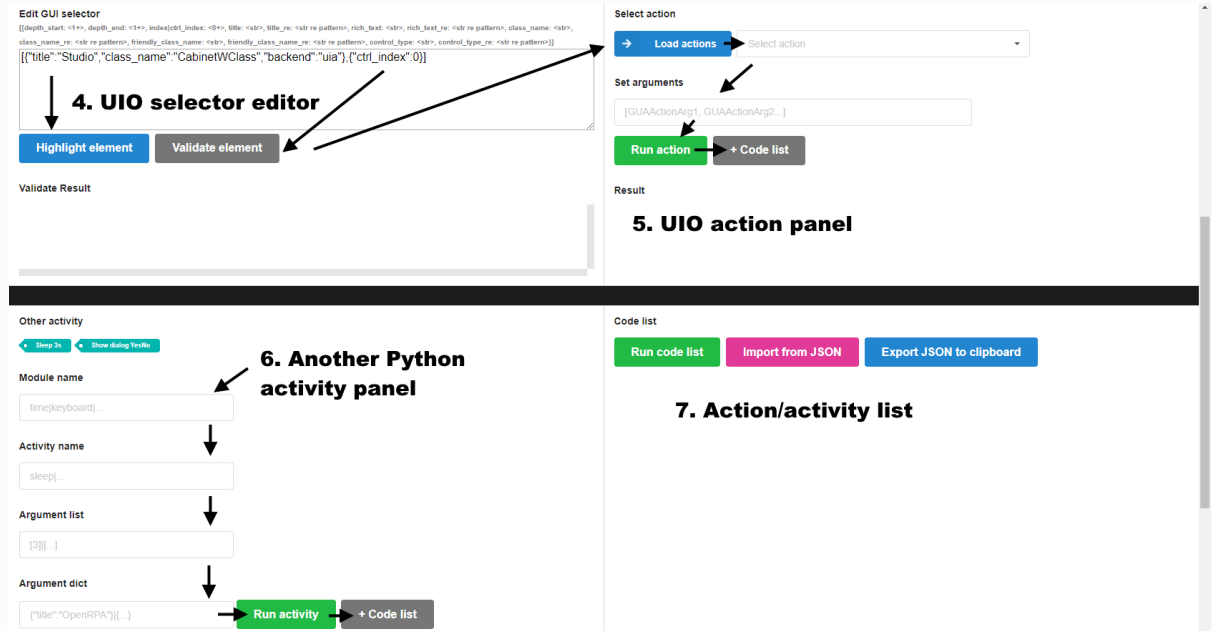 Edit GUI selector
[[{depth_start: <1+>, depth_end: <1+>, index|ctrl_index: <0+>, title: <str>, title_re: <str re pattern>, rich_text: <str>, rich_text_re: <str re pattern>, class_name: <str>,
class_name_re: <str re pattern>, friendly_class_name: <str>, friendly_class_name_re: <str re pattern>, control_type: <str>, control_type_re: <str re pattern>}]]
[{"title":"Studio","class_name":"CabinetWClass","backend":"uia"},{"ctrl_index":0}]
4. UIO selector editor
Highlight element
Validate element
Validate Result
Select action
Load actions
Select action
Set arguments
[GUAActionArg1, GUAActionArg2...]
Run action
+ Code list
Result
5. UIO action panel
Other activity
Sleep 3s
Show dialog YesNo
6. Another Python
activity panel
Module name
time|keyboard|...
Activity name
sleep|...
Argument list
[3]|[...]
Argument dict
{"title":"OpenRPA"}|{...}
Run activity
+ Code list
Code list
Run code list
Import from JSON
Export JSON to clipboard
7. Action/activity list